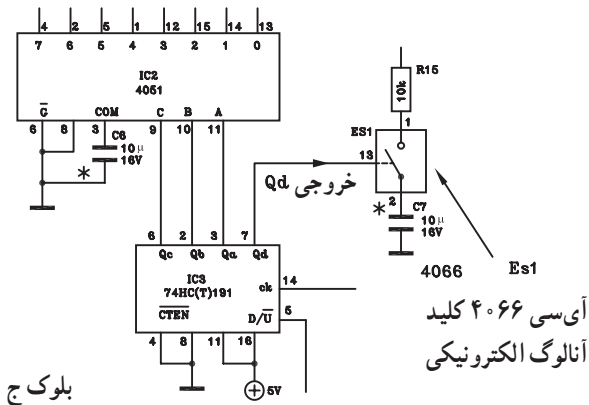 4 2 5 1 12 15 14 13
7 6 5 4 3 2 1 0
IC2
4051
G COM C B A
6 8 3 9 10 11
C6
10μ
16V
*
R15
10k
1
ES1
13
2
*
C7
10μ
16V
خروجی Qd
4066
Es1
آی‌سی ۴۰۶۶ کلید
آنالوگ الکترونیکی
6 2 3 7
Qc Qb Qa Qd
IC3
74HC(T)191
ck 14
CTEN
D/U 5
4 8 11 16
5V
بلوک ج